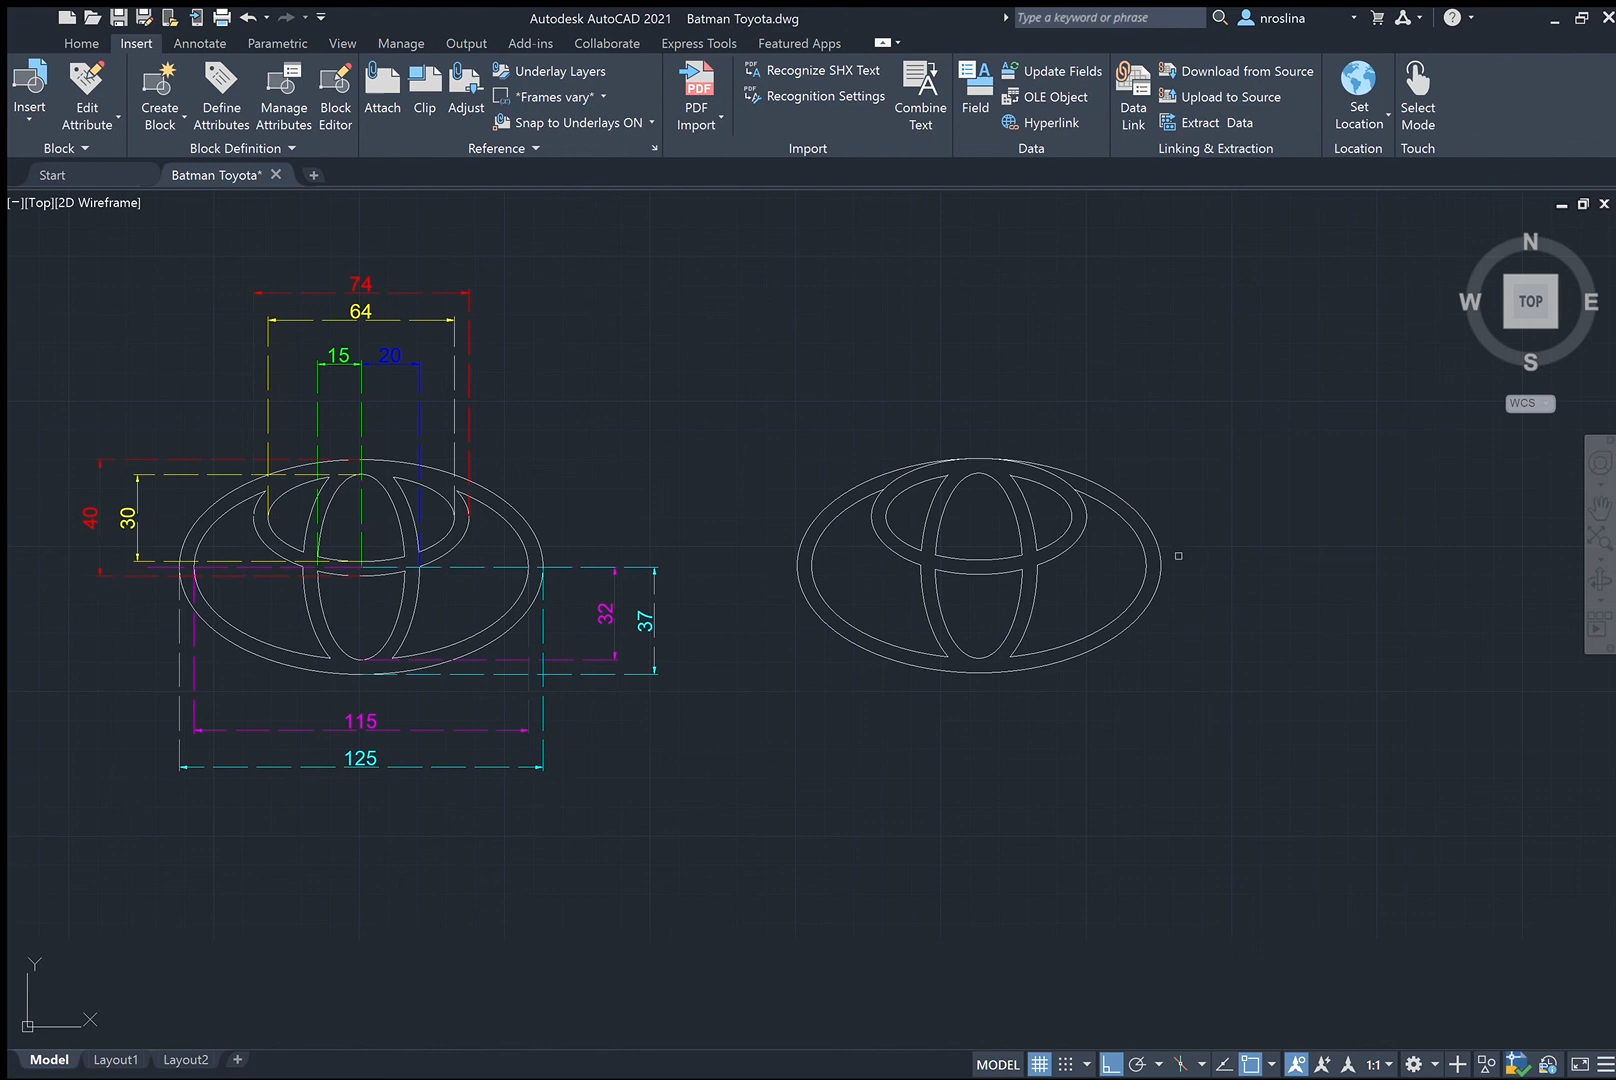 Autodesk AutoCAD 2021 Batman Toyota.dwg
Type a keyword or phrase
nroslina
Home Insert Annotate Parametric View Manage Output Add-ins Collaborate Express Tools Featured Apps
Insert
Edit
Attribute
Block
Create
Block
Define
Attributes
Manage
Attributes
Block
Editor
Block Definition
Attach
Clip
Adjust
Underlay Layers
*Frames vary*
Snap to Underlays ON
Reference
PDF
PDF
Import
PDF
Recognize SHX Text
PDF
Recognition Settings
Combine
Text
Import
Field
Update Fields
OLE Object
Hyperlink
Data
Data
Link
Download from Source
Upload to Source
Extract Data
Linking & Extraction
Set
Location
Location
Select
Mode
Touch
Start
Batman Toyota*
[−][Top][2D Wireframe]
N
W TOP E
S
WCS
74
64
15 20
40
30
32
37
115
125
Y
X
Model Layout1 Layout2
MODEL
1:1